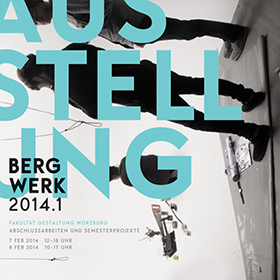 AUS
STELL
UNG
BERG
WERK
2014.1
FAKULTÄT GESTALTUNG WÜRZBURG
ABSCHLUSSARBEITEN UND SEMESTERPROJEKTE
7 FEB 2014 12–18 UHR
8 FEB 2014 10–17 UHR